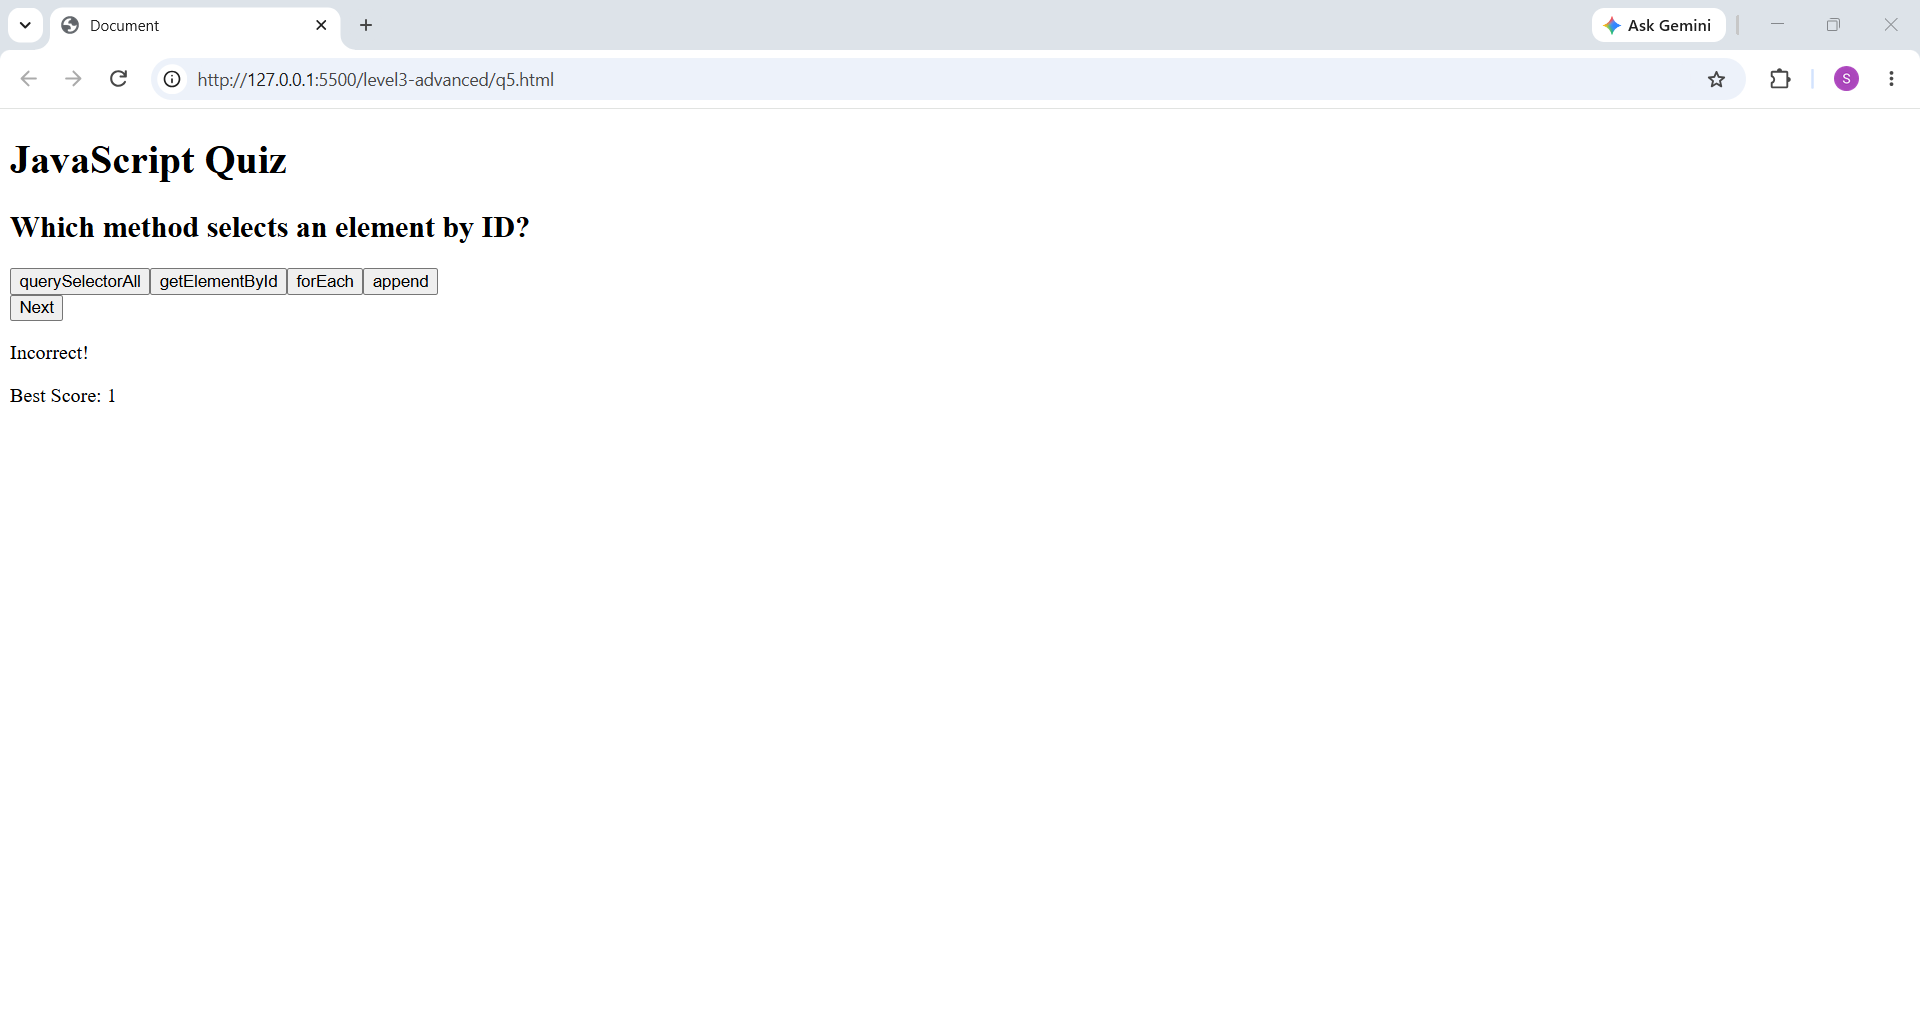 Document
Ask Gemini
http://127.0.0.1:5500/level3-advanced/q5.html
S
JavaScript Quiz
Which method selects an element by ID?
querySelectorAll getElementById forEach append
Next
Incorrect!
Best Score: 1